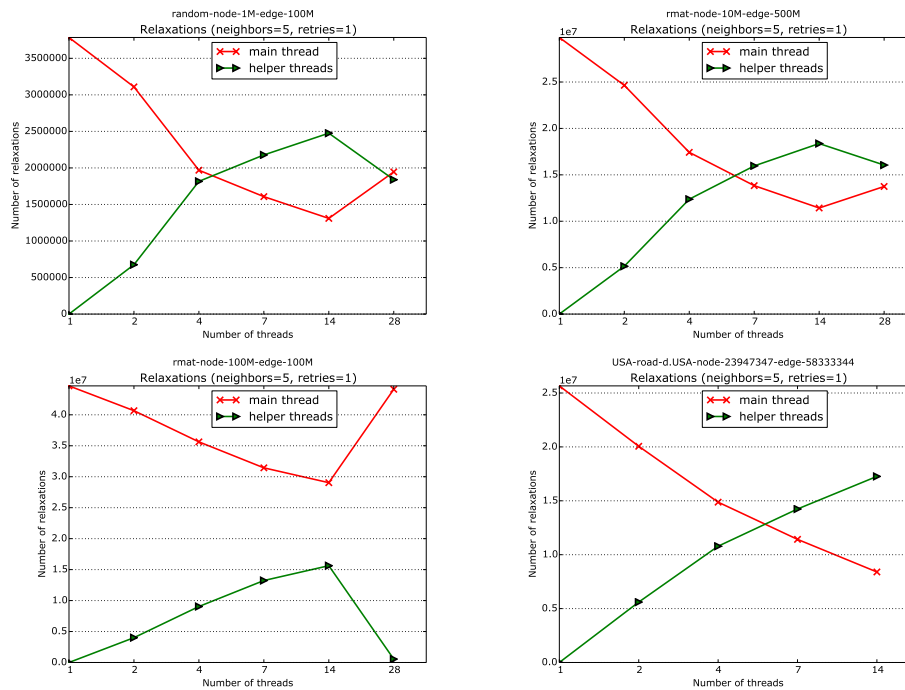 random-node-1M-edge-100M
Relaxations (neighbors=5, retries=1)
main thread
helper threads
Number of relaxations
3500000
3000000
2500000
2000000
1500000
1000000
500000
0
1 2 4 7 14 28
Number of threads
rmat-node-10M-edge-500M
1e7
Relaxations (neighbors=5, retries=1)
main thread
helper threads
Number of relaxations
2.5
2.0
1.5
1.0
0.5
0.0
1 2 4 7 14 28
Number of threads
rmat-node-100M-edge-100M
1e7
Relaxations (neighbors=5, retries=1)
main thread
helper threads
Number of relaxations
4.0
3.5
3.0
2.5
2.0
1.5
1.0
0.5
0.0
1 2 4 7 14 28
Number of threads
USA-road-d.USA-node-23947347-edge-58333344
1e7
Relaxations (neighbors=5, retries=1)
main thread
helper threads
Number of relaxations
2.5
2.0
1.5
1.0
0.5
0.0
1 2 4 7 14
Number of threads